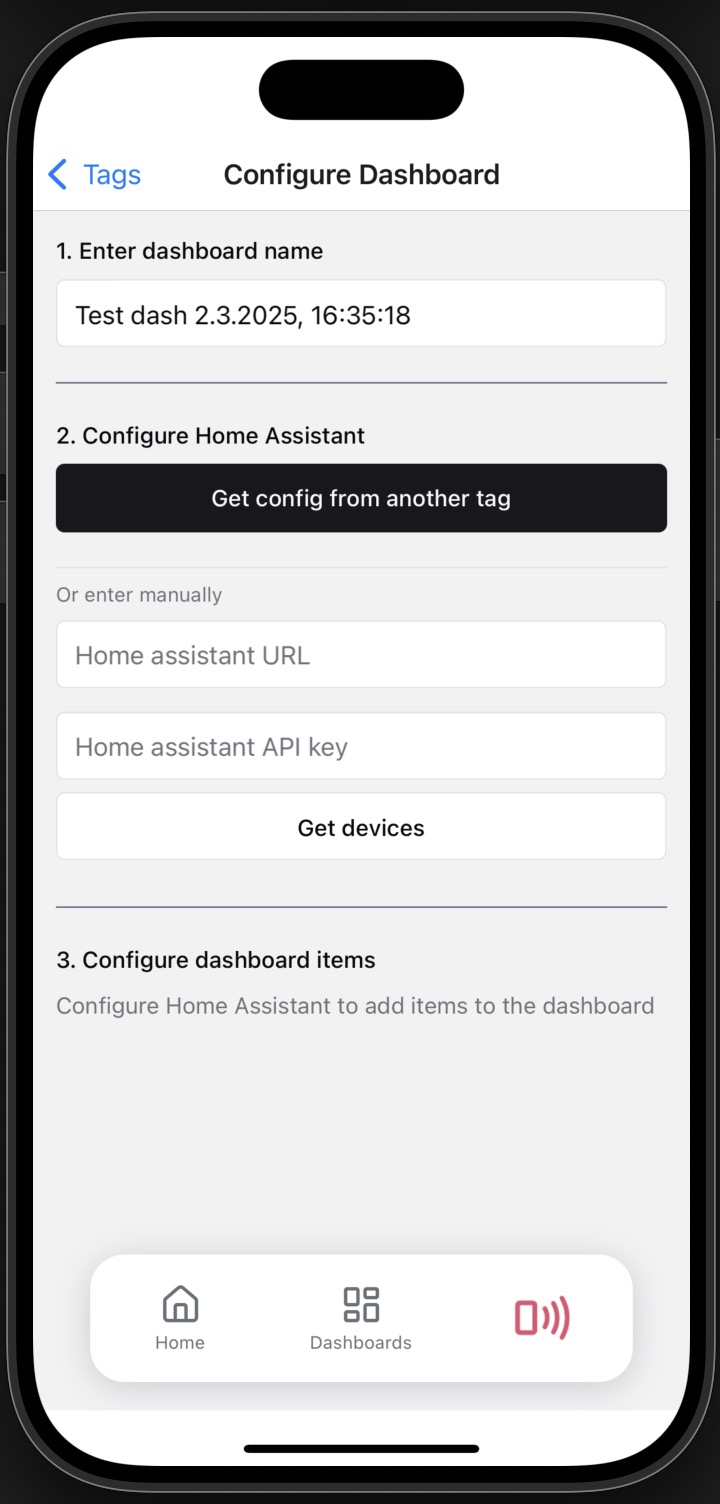 Tags
Configure Dashboard
1. Enter dashboard name
Test dash 2.3.2025, 16:35:18
2. Configure Home Assistant
Get config from another tag
Or enter manually
Home assistant URL
Home assistant API key
Get devices
3. Configure dashboard items
Configure Home Assistant to add items to the dashboard
Home
Dashboards